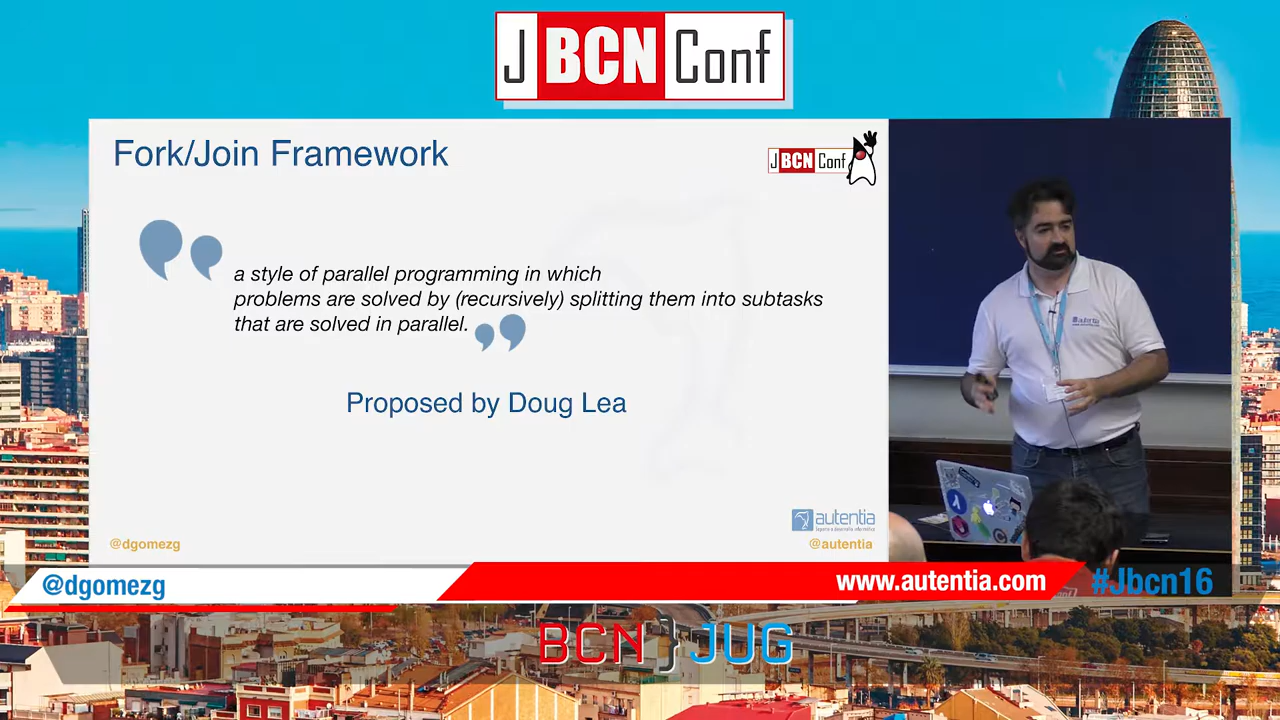 JBCNConf
Fork/Join Framework
JBCNConf
a style of parallel programming in which
problems are solved by (recursively) splitting them into subtasks
that are solved in parallel.
Proposed by Doug Lea
autentia
@dgomezg
@autentia
autentia
@dgomezg
www.autentia.com
#Jbcn16
BCN JUG